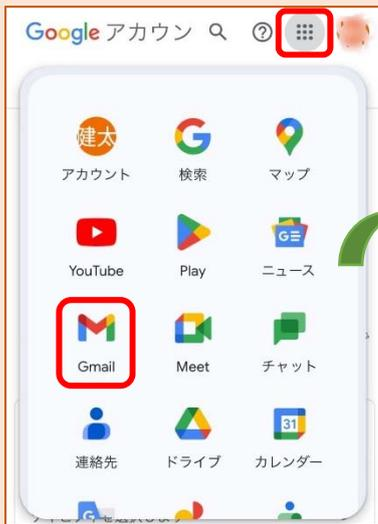 Google アカウン
健太
アカウント 検索 マップ
GE
YouTube Play ニュース
Gmail Meet チャット
31
連絡先 ドライブ カレンダー
G